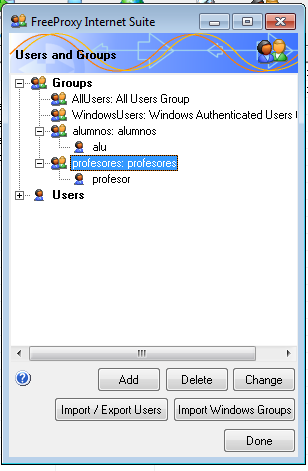 FreeProxy Internet Suite
Users and Groups
Groups
AllUsers: All Users Group
WindowsUsers: Windows Authenticated Users
alumnos: alumnos
alu
profesores: profesores
profesor
Users
Add Delete Change
Import / Export Users Import Windows Groups
Done